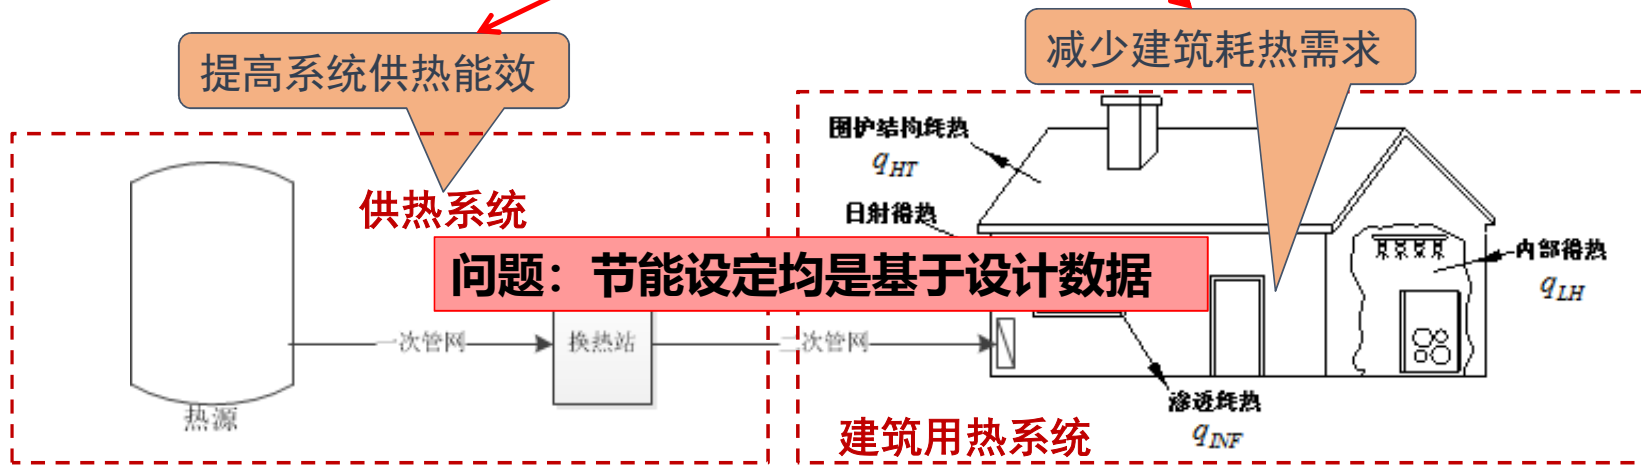 提高系统供热能效
减少建筑耗热需求
供热系统
围护结构耗热
q_HT
日射得热
问题：节能设定均是基于设计数据
内部得热
q_LH
一次管网
换热站
二次管网
热源
渗透耗热
q_INF
建筑用热系统